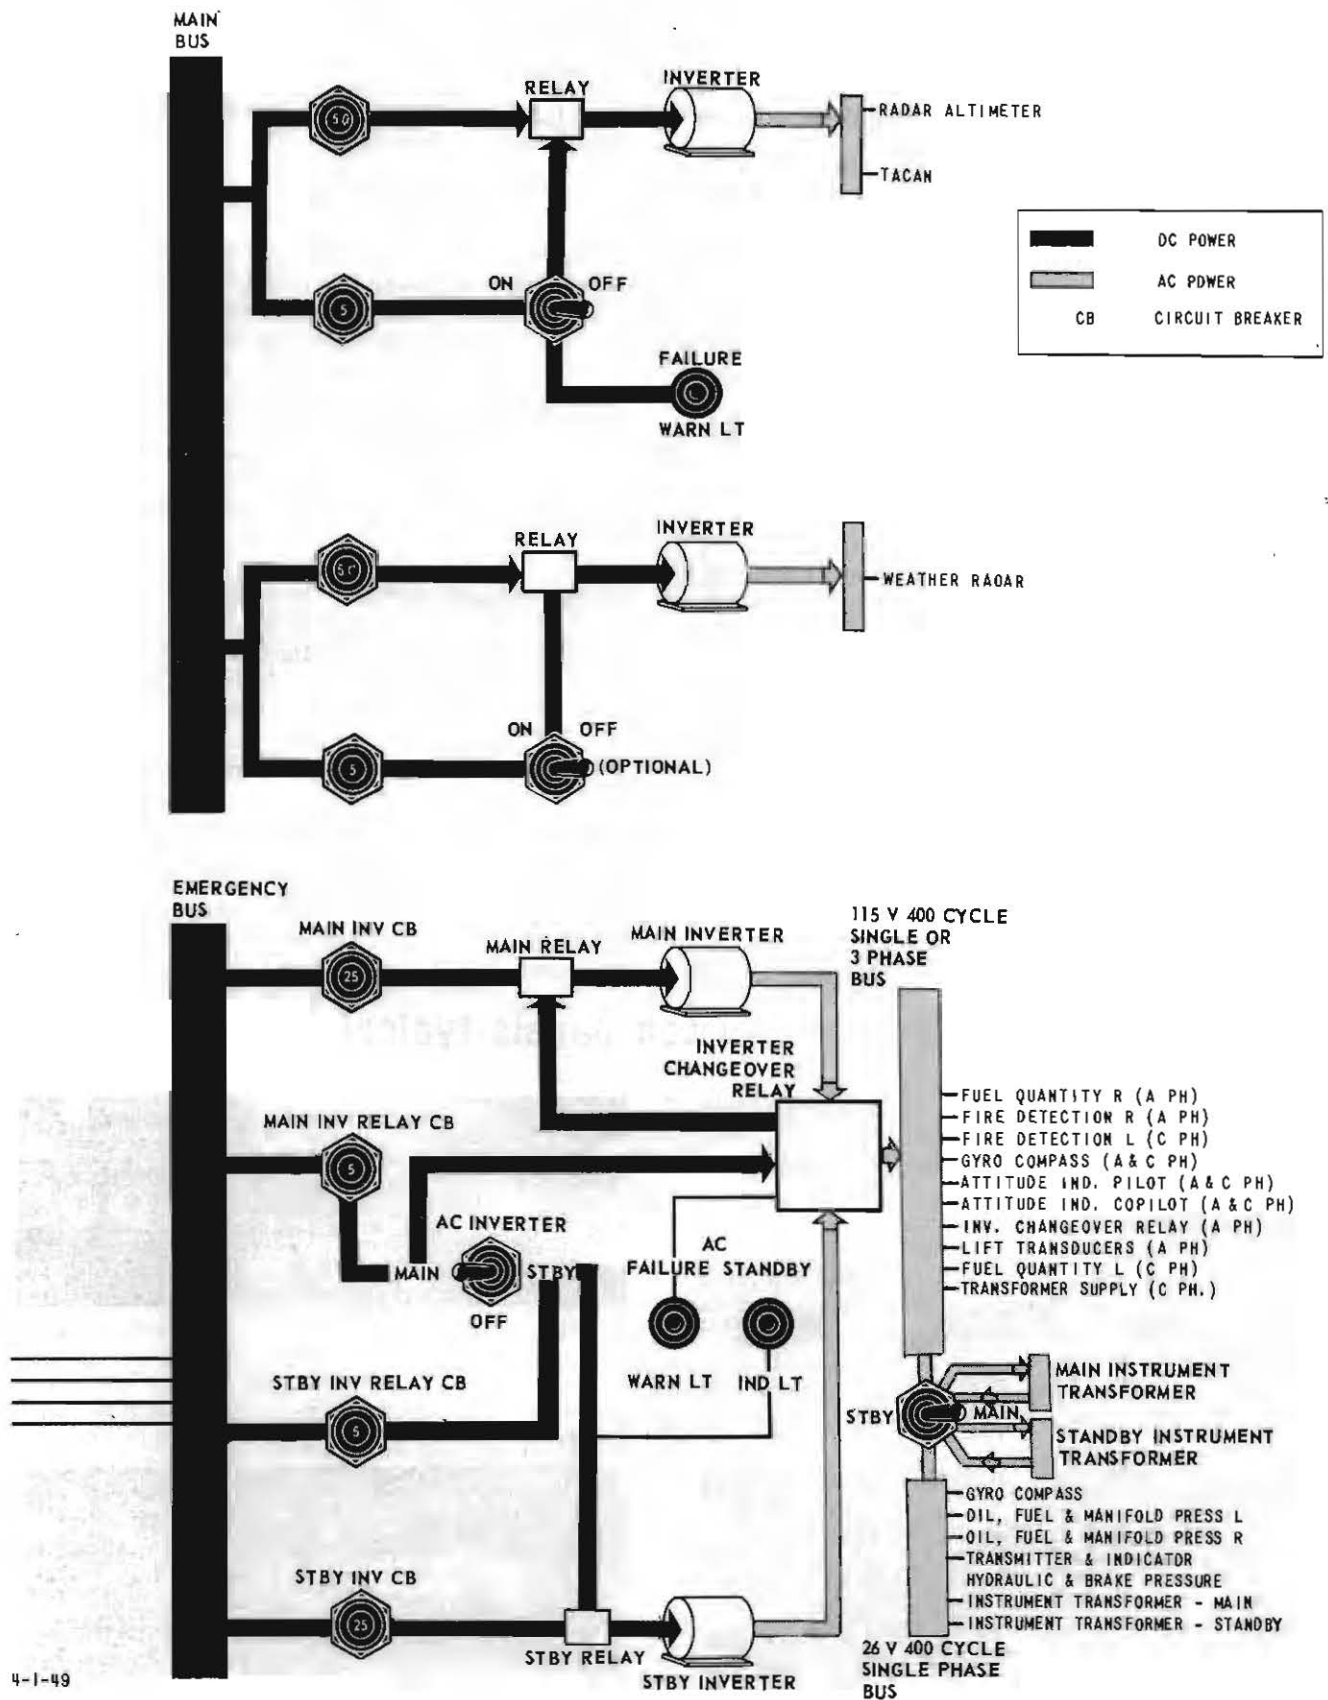 MAIN
BUS
RELAY
INVERTER
50
RADAR ALTIMETER
TACAN
DC POWER
AC POWER
CB CIRCUIT BREAKER
ON OFF
5
FAILURE
WARN LT
RELAY
INVERTER
WEATHER RADAR
ON OFF
5
(OPTIONAL)
EMERGENCY
BUS
MAIN INV CB
25
MAIN RELAY
MAIN INVERTER
115 V 400 CYCLE
SINGLE OR
3 PHASE
BUS
INVERTER
CHANGEOVER
RELAY
MAIN INV RELAY CB
5
FUEL QUANTITY R (A PH)
FIRE DETECTION R (A PH)
FIRE DETECTION L (C PH)
GYRO COMPASS (A & C PH)
ATTITUDE IND. PILOT (A & C PH)
ATTITUDE IND. COPILOT (A & C PH)
INV. CHANGEOVER RELAY (A PH)
LIFT TRANSDUCERS (A PH)
FUEL QUANTITY L (C PH)
TRANSFORMER SUPPLY (C PH.)
AC INVERTER
MAIN STBY
OFF
AC
FAILURE STANDBY
WARN LT IND LT
STBY INV RELAY CB
5
STBY MAIN
MAIN INSTRUMENT
TRANSFORMER
STANDBY INSTRUMENT
TRANSFORMER
GYRO COMPASS
OIL, FUEL & MANIFOLD PRESS L
OIL, FUEL & MANIFOLD PRESS R
TRANSMITTER & INDICATOR
HYDRAULIC & BRAKE PRESSURE
INSTRUMENT TRANSFORMER - MAIN
INSTRUMENT TRANSFORMER - STANDBY
26 V 400 CYCLE
SINGLE PHASE
BUS
STBY INV CB
25
STBY RELAY
STBY INVERTER
4-1-49